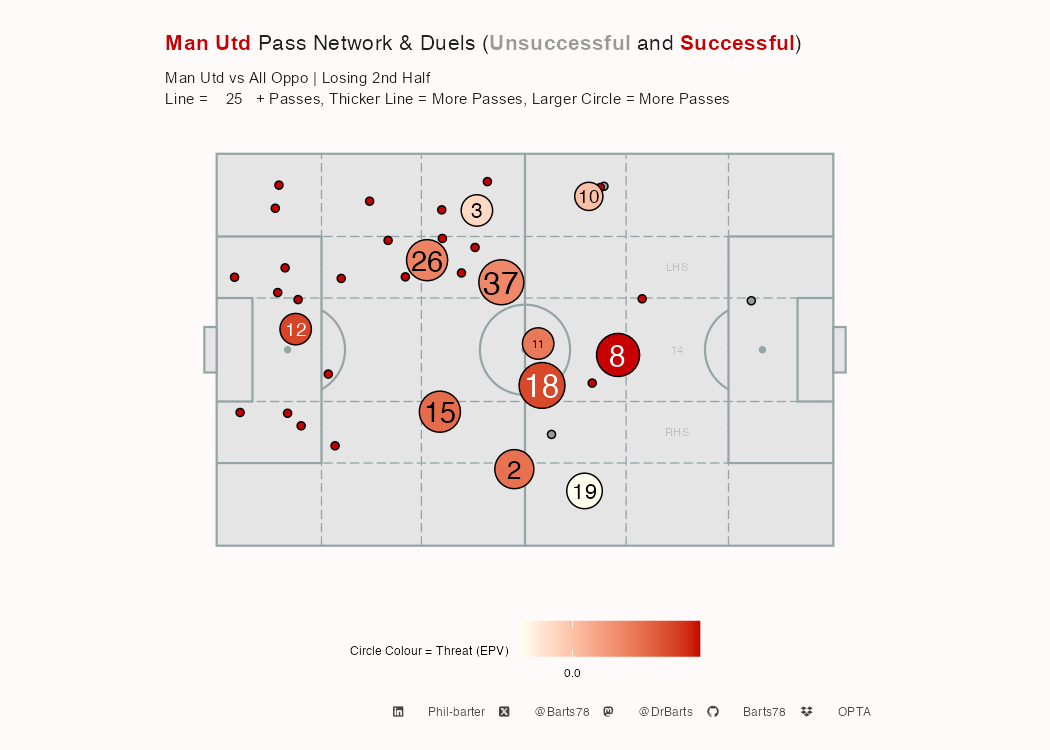 Man Utd Pass Network & Duels (Unsuccessful and Successful)
Man Utd vs All Oppo | Losing 2nd Half
Line = 25 + Passes, Thicker Line = More Passes, Larger Circle = More Passes
10
3
26
LHS
37
12
11
14
8
18
15
RHS
2
19
Circle Colour = Threat (EPV)
0.0
Phil-barter @Barts78 @DrBarts Barts78 OPTA